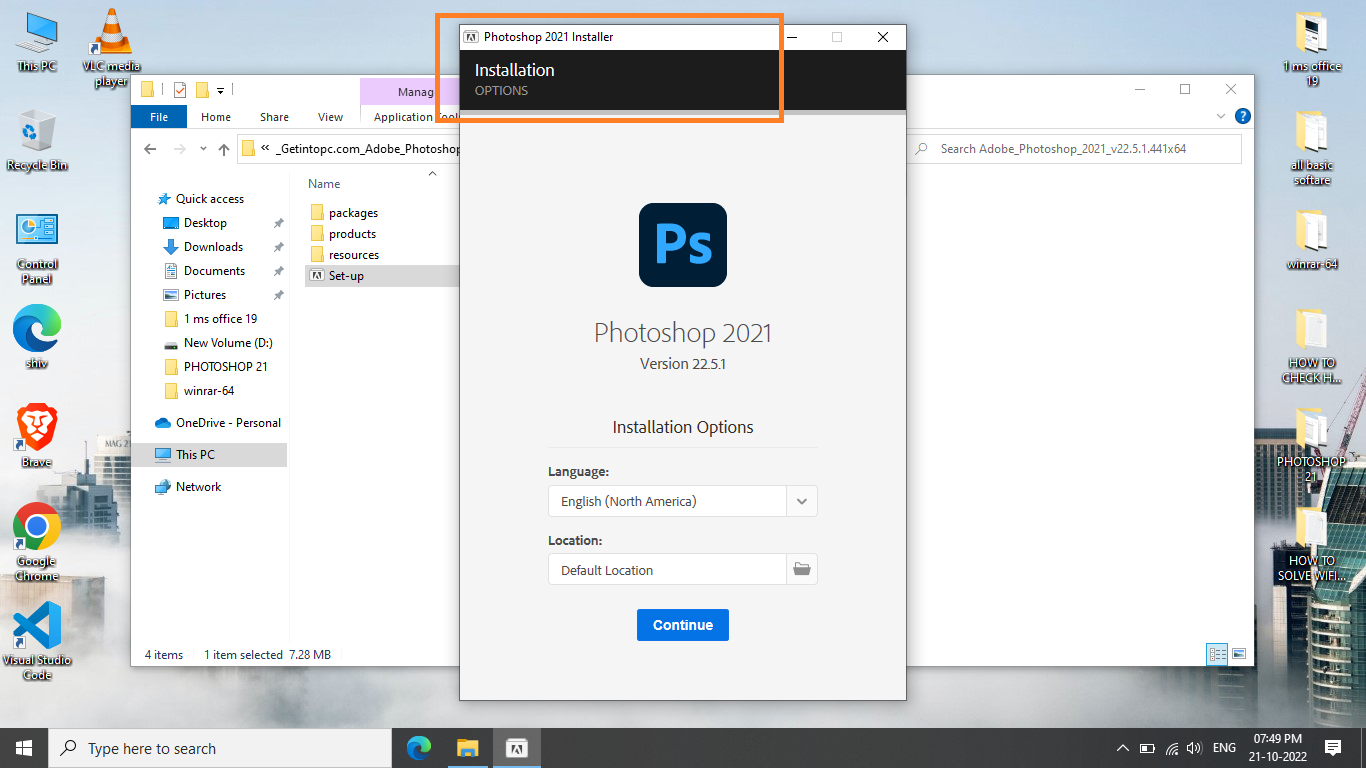 This PC
VLC media
player
Recycle Bin
Control
Panel
shiv
Brave
Google
Chrome
Visual Studio
Code
Manag
File
Home
Share
View
Application Tool
« _Getintopc.com_Adobe_Photoshop
Search Adobe_Photoshop_2021_v22.5.1.441x64
Quick access
Desktop
Downloads
Documents
Pictures
1 ms office 19
New Volume (D:)
PHOTOSHOP 21
winrar-64
OneDrive - Personal
This PC
Network
Name
packages
products
resources
Set-up
4 items
1 item selected 7.28 MB
Photoshop 2021 Installer
Installation
OPTIONS
Ps
Photoshop 2021
Version 22.5.1
Installation Options
Language:
English (North America)
Location:
Default Location
Continue
1 ms office
19
all basic
softare
winrar-64
HOW TO
CHECK H...
PHOTOSHOP
21
HOW TO
SOLVE WIFI...
Type here to search
ENG
07:49 PM
21-10-2022